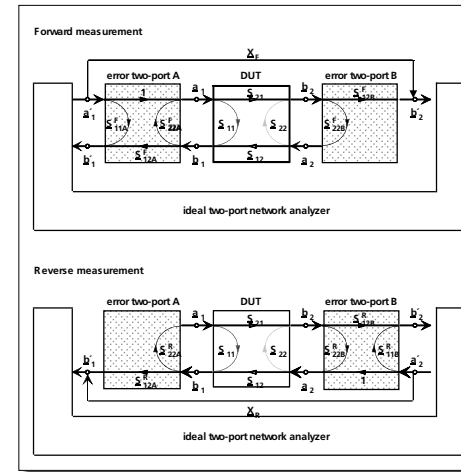 Forward measurement
X_F
error two-port A DUT error two-port B
1 a_1 S_21 b_2 S^F_12B
a'_1 b'_2
S^F_11A S^F_22A S_11 S_22 S^F_22B
b'_1 S^F_12A b_1 S_12 a_2
ideal two-port network analyzer
Reverse measurement
error two-port A DUT error two-port B
a_1 S_21 b_2 S^R_12B b'_2
S^R_22A S_11 S_22 S^R_22B S^R_11B
b'_1 a'_2
S^R_12A b_1 S_12 a_2 1
X_R
ideal two-port network analyzer